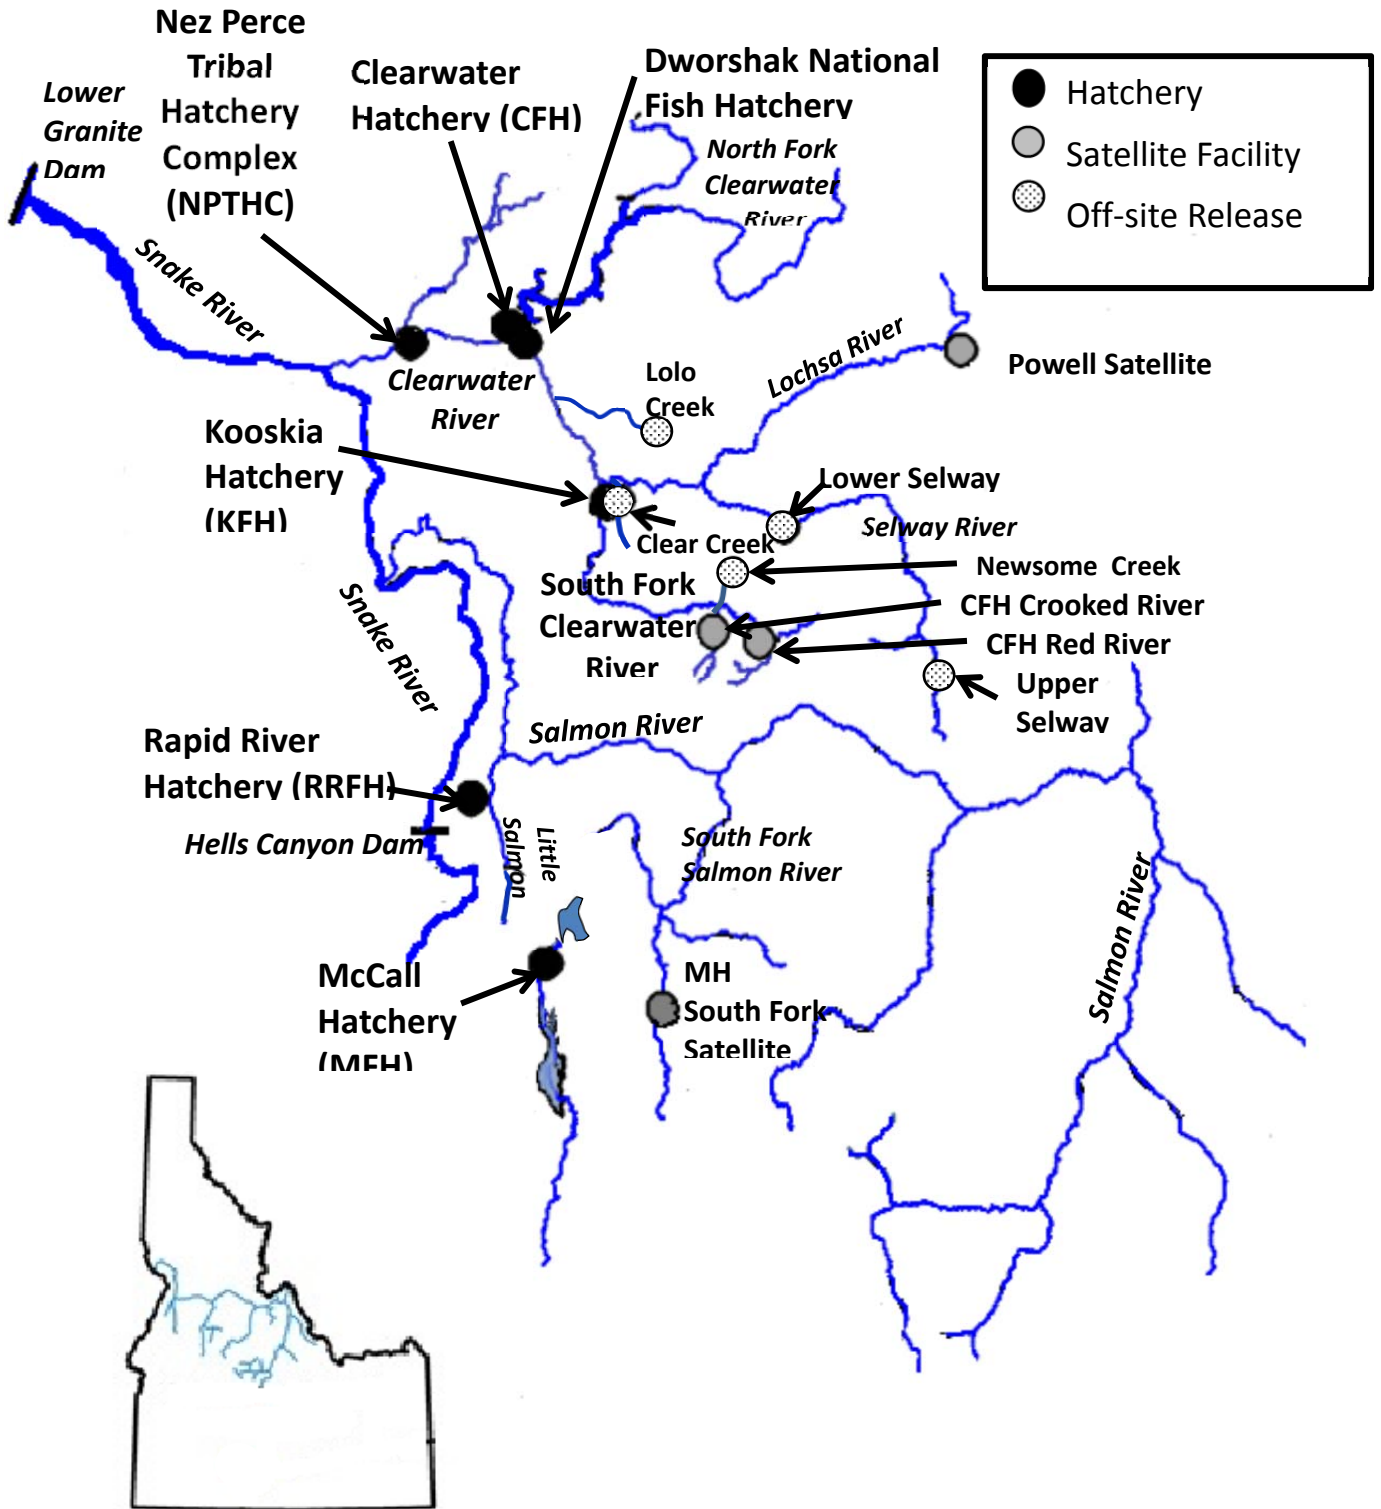 Nez Perce
Tribal
Hatchery
Complex
(NPTHC)
Clearwater
Hatchery (CFH)
Dworshak National
Fish Hatchery
Hatchery
Satellite Facility
Off-site Release
Lower
Granite
Dam
North Fork
Clearwater
River
Snake River
Clearwater
River
Lolo
Creek
Lochsa River
Powell Satellite
Kooskia
Hatchery
(KFH)
Lower Selway
Selway River
Clear Creek
Newsome Creek
South Fork
Clearwater
River
CFH Crooked River
CFH Red River
Upper
Selway
Snake River
Salmon River
Rapid River
Hatchery (RRFH)
Hells Canyon Dam
Little
Salmon
South Fork
Salmon River
Salmon River
McCall
Hatchery
(MFH)
MH
South Fork
Satellite